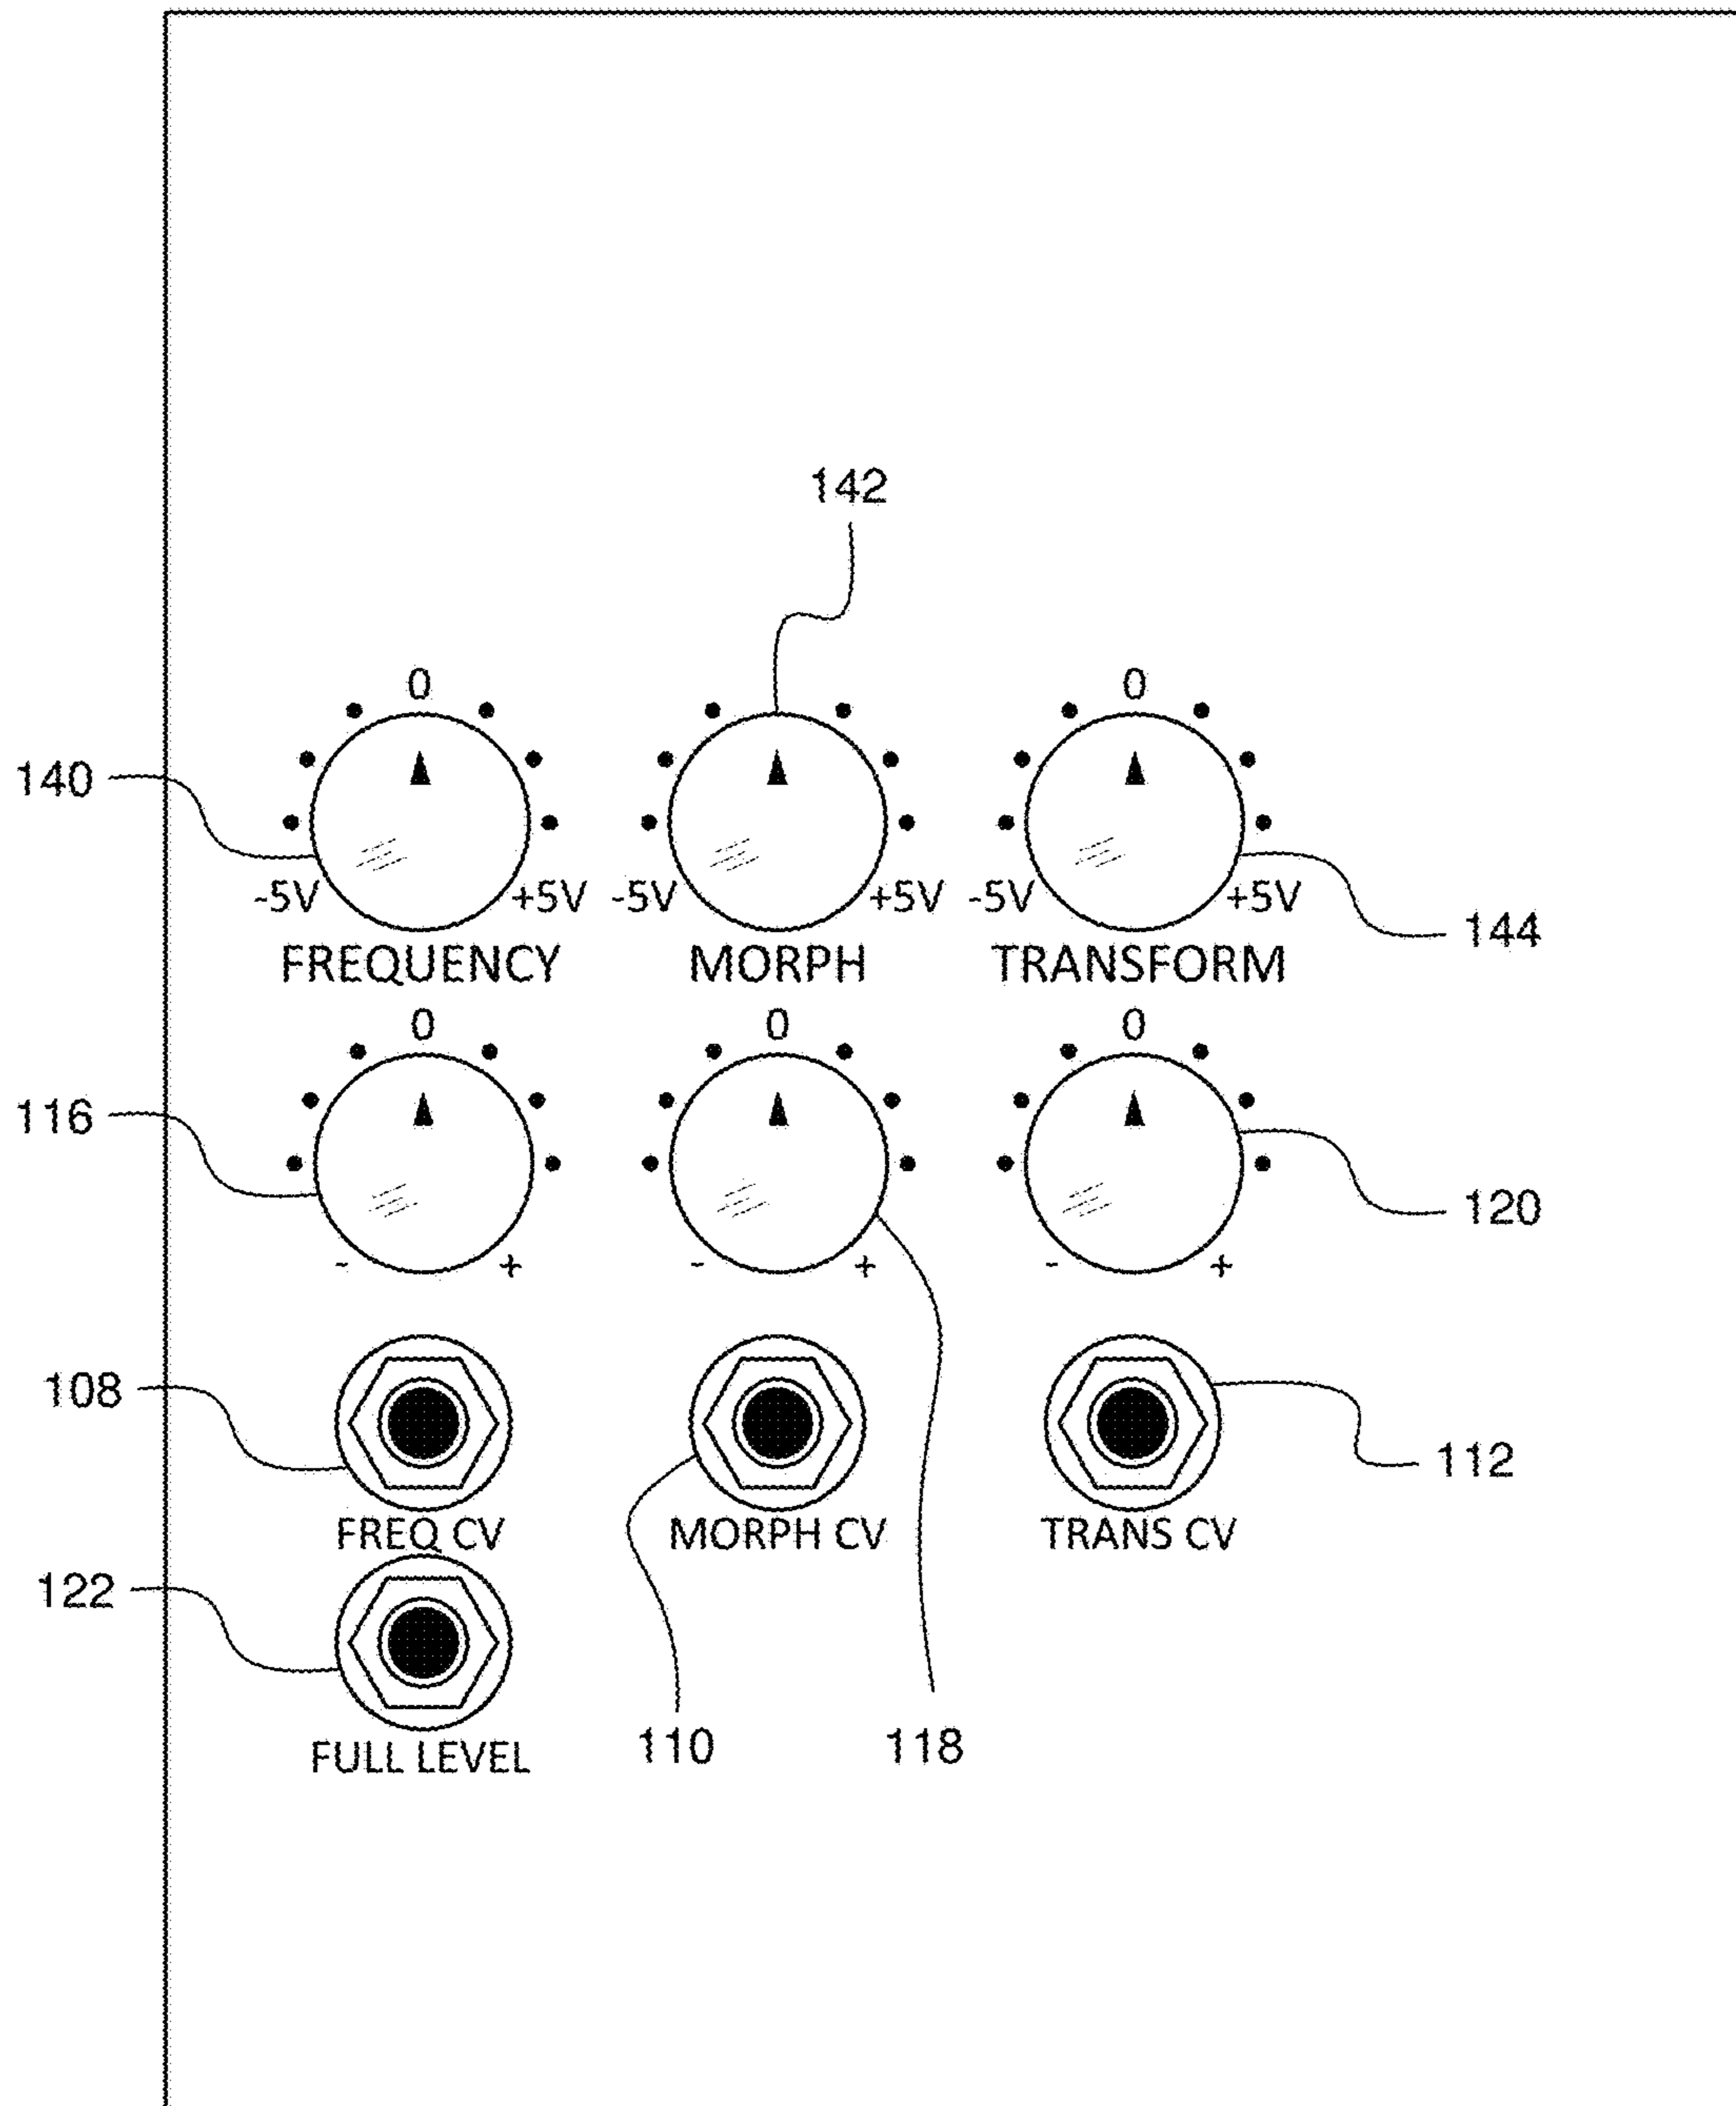 142
0 0 0
140
-5V +5V -5V +5V -5V +5V
144
FREQUENCY MORPH TRANSFORM
0 0 0
116
120
- + - + - +
108
112
FREQ CV MORPH CV TRANS CV
122
110 118
FULL LEVEL